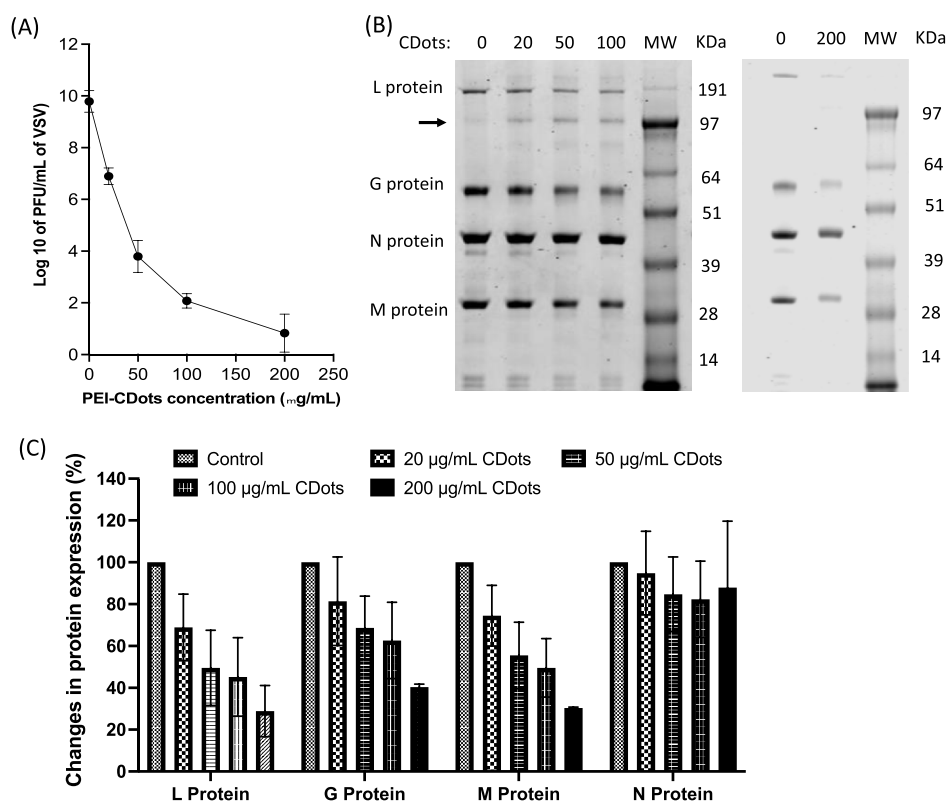 (A)
12
10
8
6
4
2
0
Log 10 of PFU/mL of VSV)
0 50 100 150 200 250
PEI-CDots concentration (mg/mL)
(B)
CDots: 0 20 50 100 MW KDa
L protein
G protein
N protein
M protein
191
97
64
51
39
28
14
0 200 MW KDa
97
64
51
39
28
14
(C)
Control 20 µg/mL CDots 50 µg/mL CDots
100 µg/mL CDots 200 µg/mL CDots
Changes in protein expression (%)
140
120
100
80
60
40
20
0
L Protein G Protein M Protein N Protein